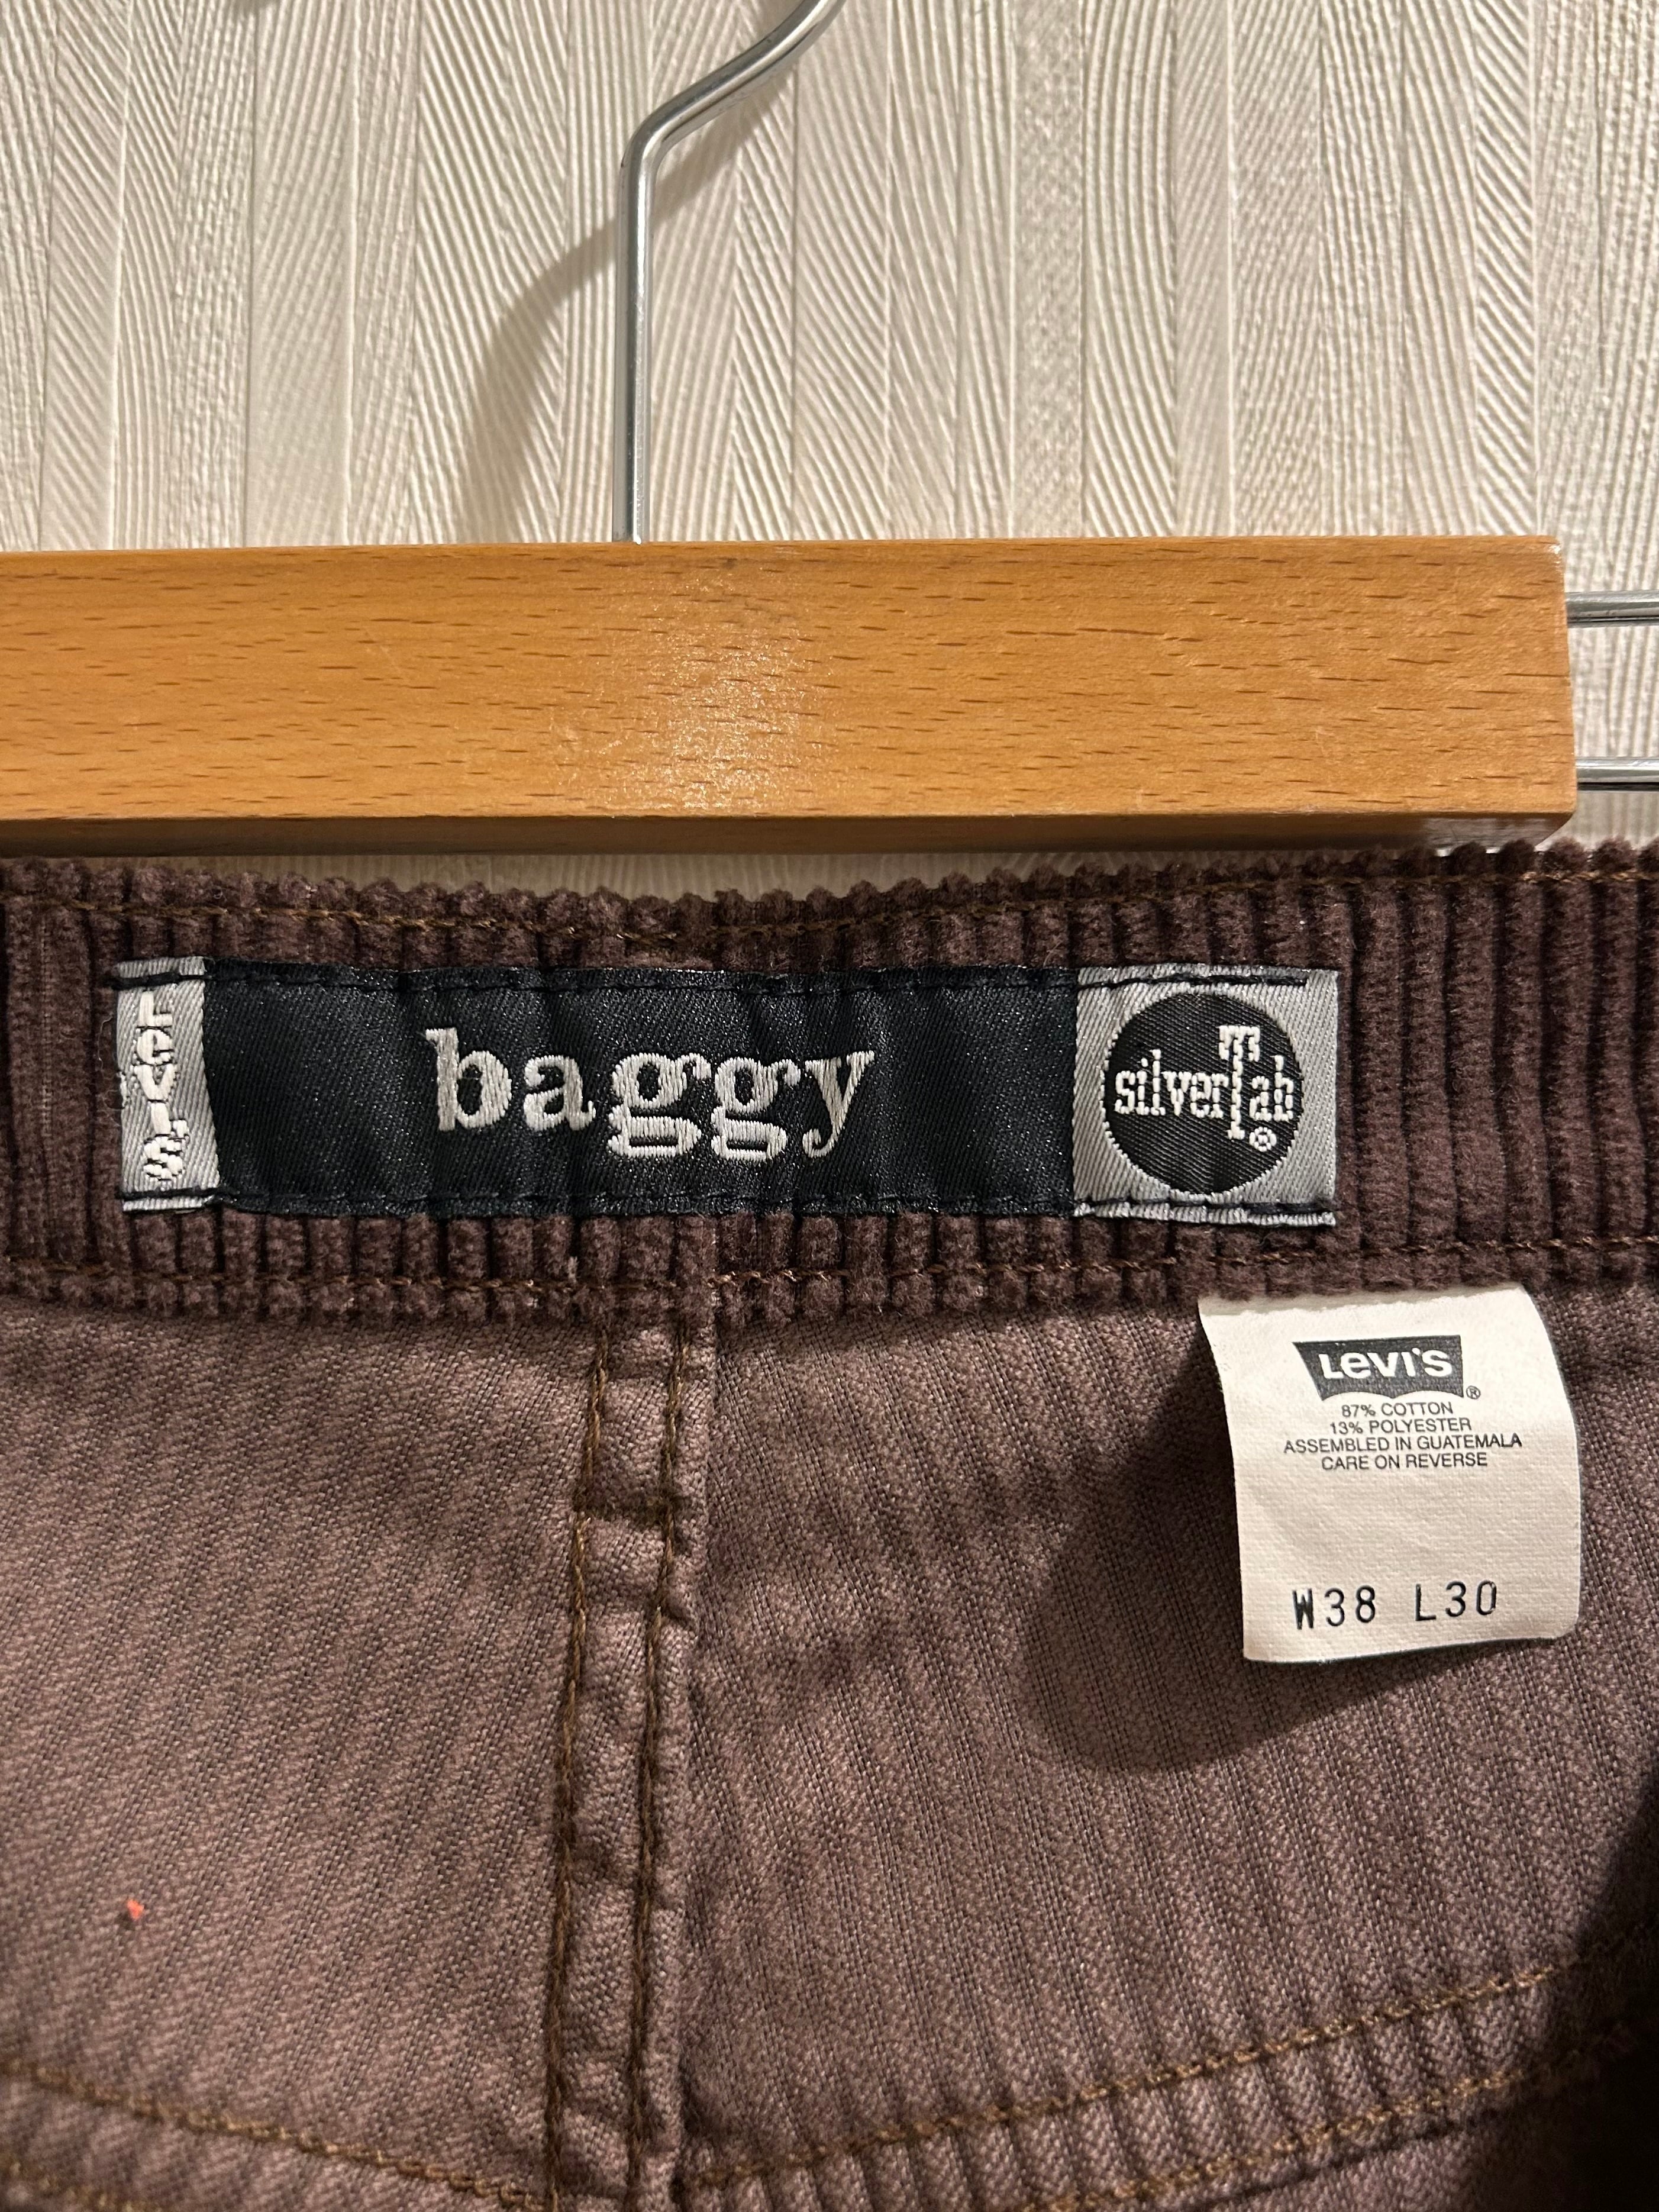 LEVI'S
baggy
silverTab
®
LEVI'S
®
87% COTTON
13% POLYESTER
ASSEMBLED IN GUATEMALA
CARE ON REVERSE
W38 L30